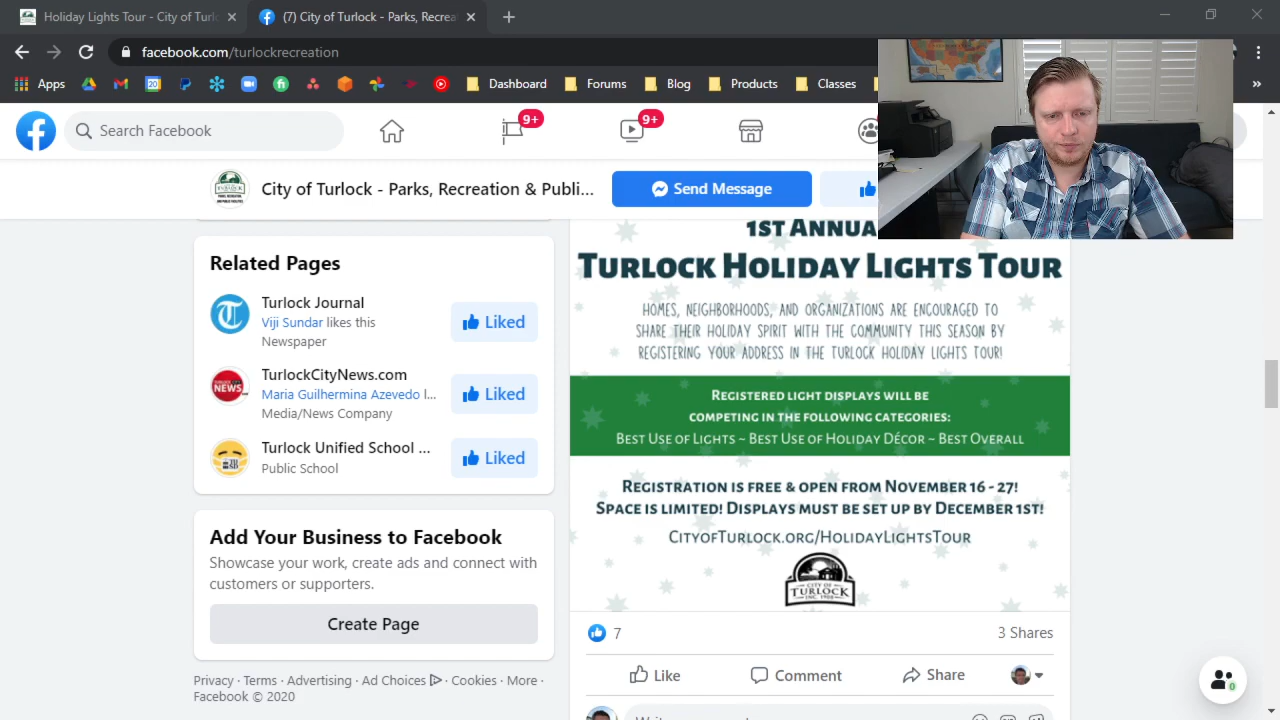 Holiday Lights Tour - City of Turl
(7) City of Turlock - Parks, Recrea
facebook.com/turlockrecreation
Apps
20
Dashboard
Forums
Blog
Products
Classes
Search Facebook
9+
9+
City of Turlock - Parks, Recreation & Publi...
Send Message
Related Pages
Turlock Journal
Viji Sundar likes this
Newspaper
Liked
TurlockCityNews.com
Maria Guilhermina Azevedo l...
Media/News Company
Liked
Turlock Unified School ...
Public School
Liked
Add Your Business to Facebook
Showcase your work, create ads and connect with
customers or supporters.
Create Page
Privacy · Terms · Advertising · Ad Choices · Cookies · More ·
Facebook © 2020
1st Annua
Turlock Holiday Lights Tour
HOMES, NEIGHBORHOODS, AND ORGANIZATIONS ARE ENCOURAGED TO
SHARE THEIR HOLIDAY SPIRIT WITH THE COMMUNITY THIS SEASON BY
REGISTERING YOUR ADDRESS IN THE TURLOCK HOLIDAY LIGHTS TOUR!
Registered light displays will be
competing in the following categories:
Best Use of Lights ~ Best Use of Holiday Décor ~ Best Overall
Registration is free & open from November 16 - 27!
Space is limited! Displays must be set up by December 1st!
CityofTurlock.org/HolidayLightsTour
CITY OF
TURLOCK
INC. 1908
7
3 Shares
Like
Comment
Share
0